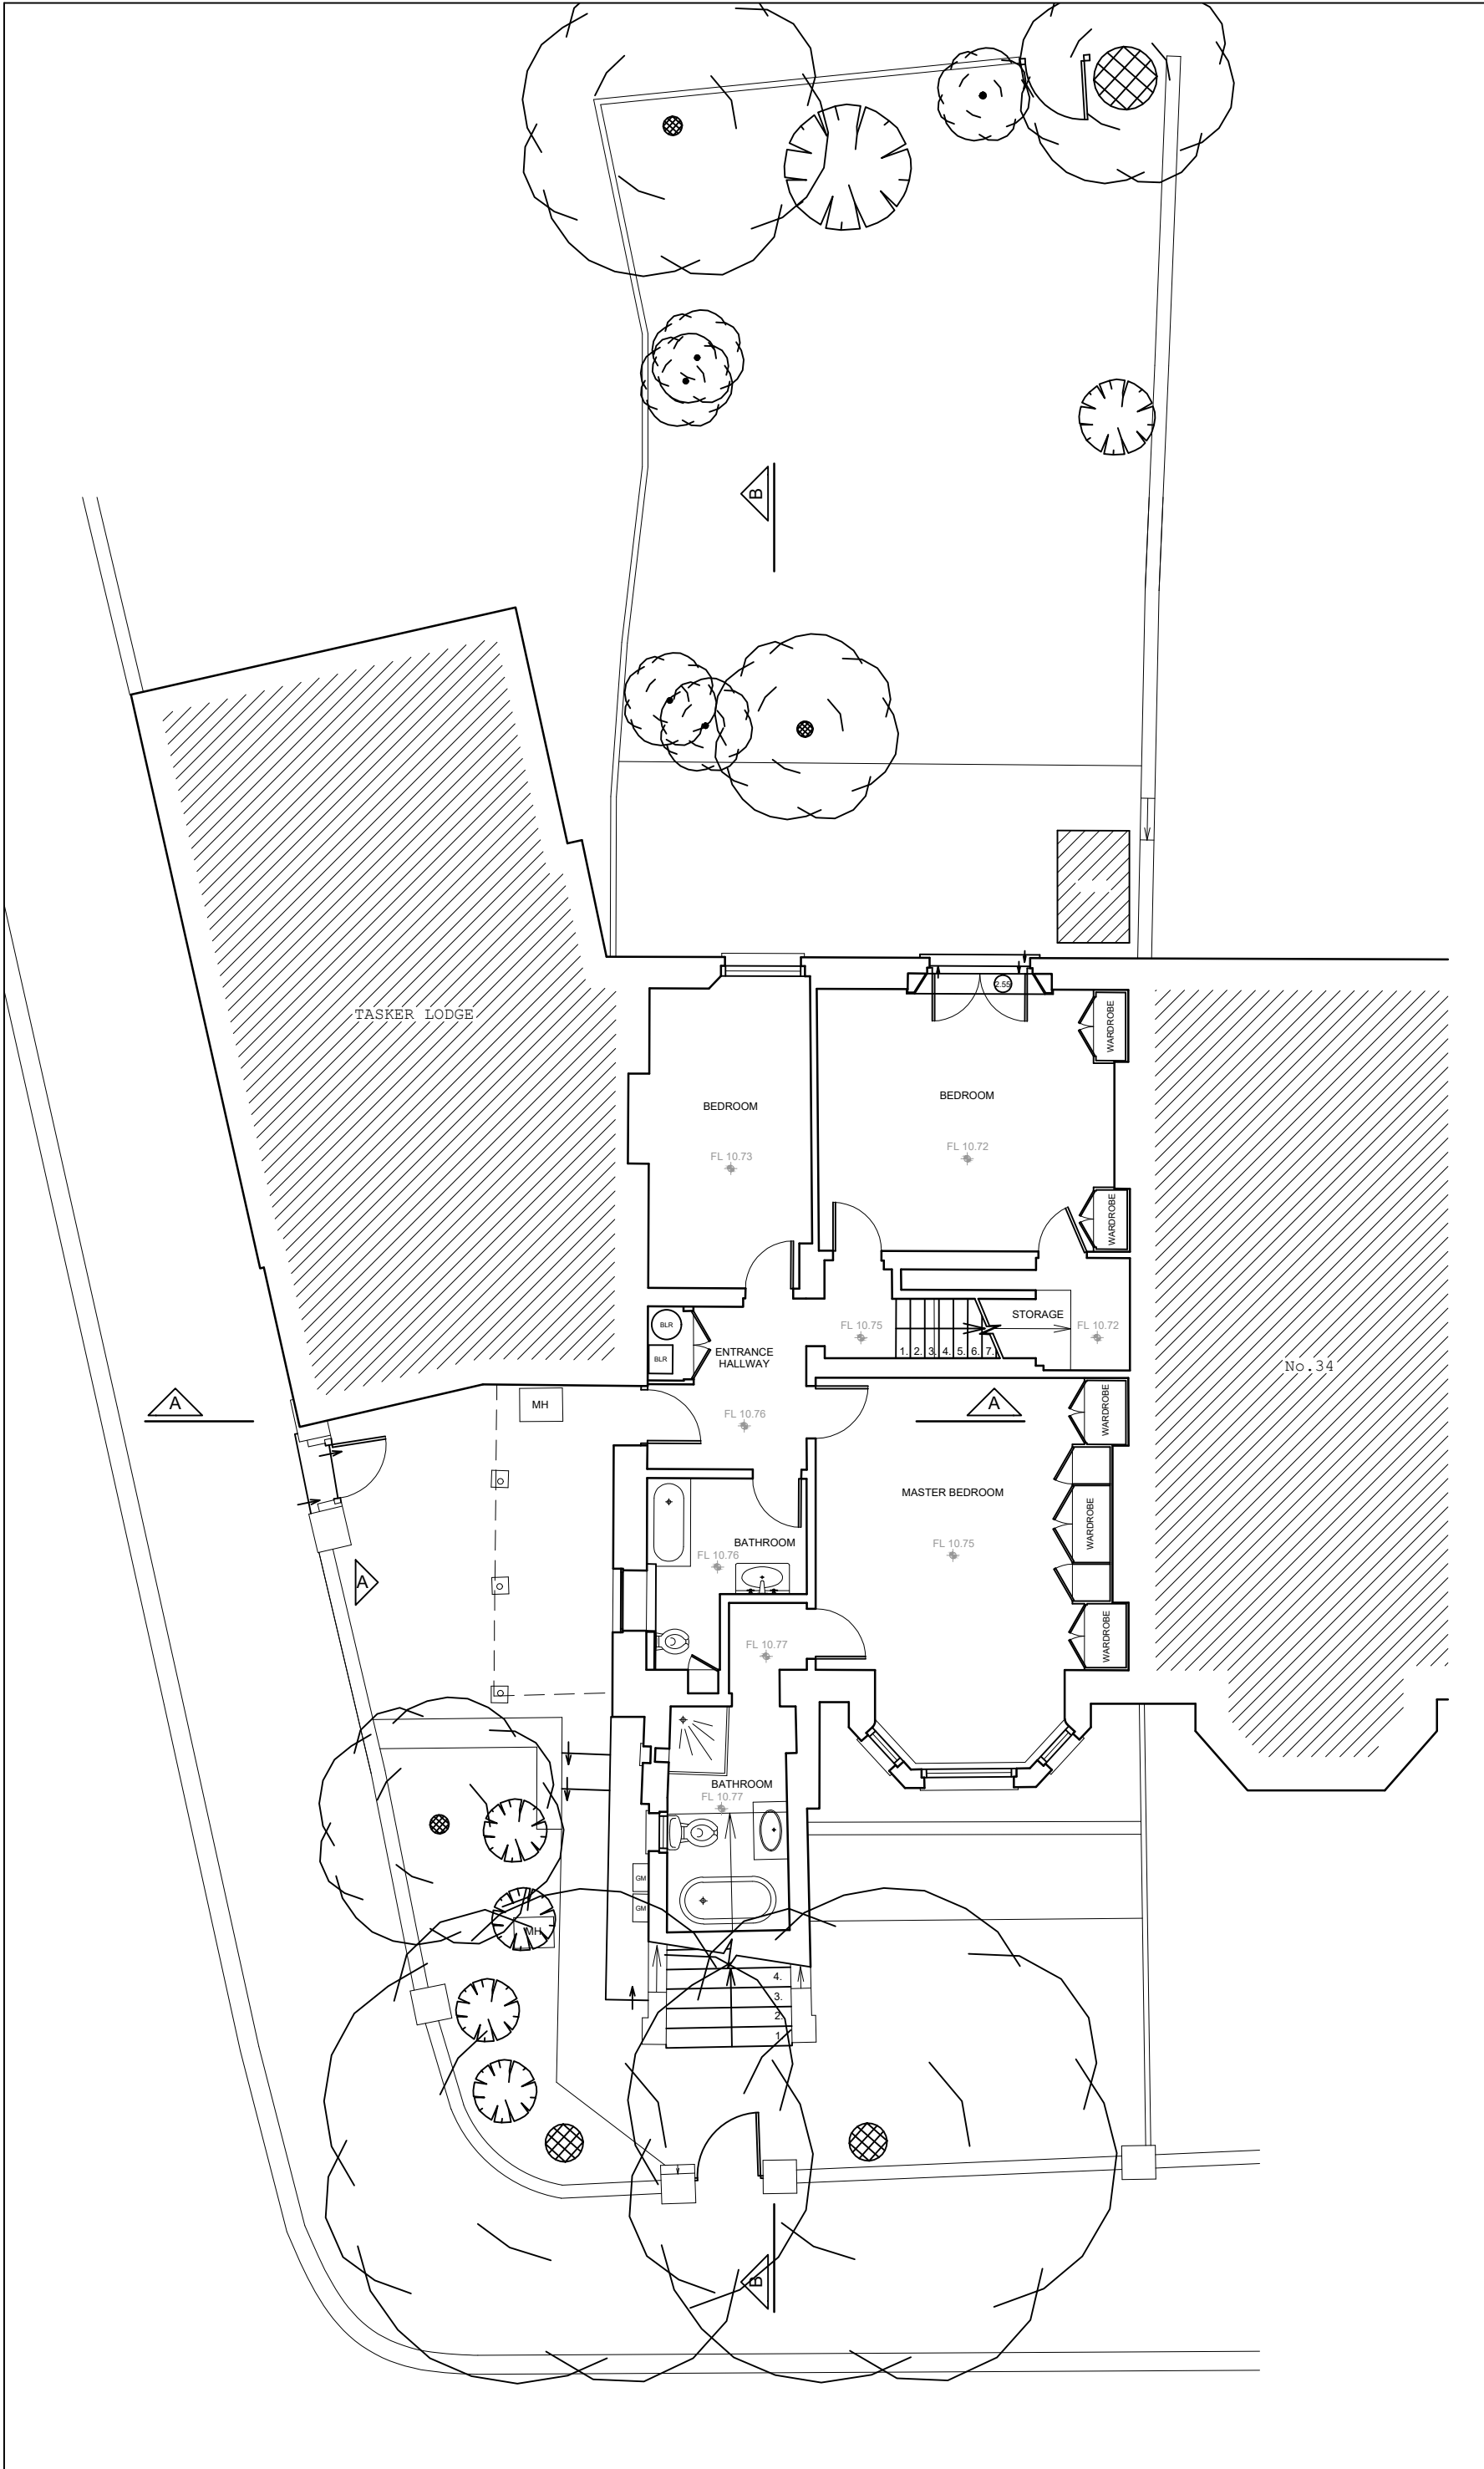 B
TASKER LODGE
2.55
WARDROBE
BEDROOM
BEDROOM
FL 10.73
FL 10.72
WARDROBE
BLR
BLR
ENTRANCE
HALLWAY
FL 10.75
1. 2. 3. 4. 5. 6. 7.
STORAGE
FL 10.72
No.34
A
MH
FL 10.76
A
WARDROBE
MASTER BEDROOM
WARDROBE
BATHROOM
FL 10.76
FL 10.75
A
WARDROBE
FL 10.77
BATHROOM
FL 10.77
GM
GM
MH
4.
3.
2.
1.
B